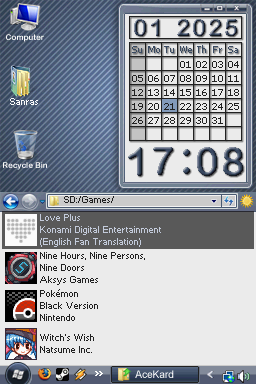 Computer
Sanras
Recycle Bin
01 2025
Su Mo Tu We Th Fr Sa
01 02 03 04
05 06 07 08 09 10 11
12 13 14 15 16 17 18
19 20 21 22 23 24 25
26 27 28 29 30 31
17:08
SD:/Games/
Love Plus
Konami Digital Entertainment
(English Fan Translation)
Nine Hours, Nine Persons,
Nine Doors
Aksys Games
Pokémon
Black Version
Nintendo
Witch's Wish
Natsume Inc.
AceKard